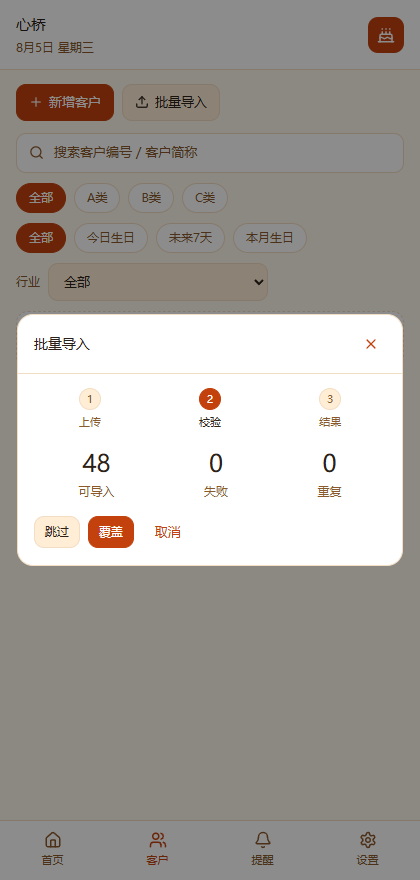 心桥
8月5日 星期三
新增客户 批量导入
搜索客户编号 / 客户简称
全部 A类 B类 C类
全部 今日生日 未来7天 本月生日
行业 全部
批量导入
1 2 3
上传 校验 结果
48 0 0
可导入 失败 重复
跳过 覆盖 取消
首页 客户 提醒 设置